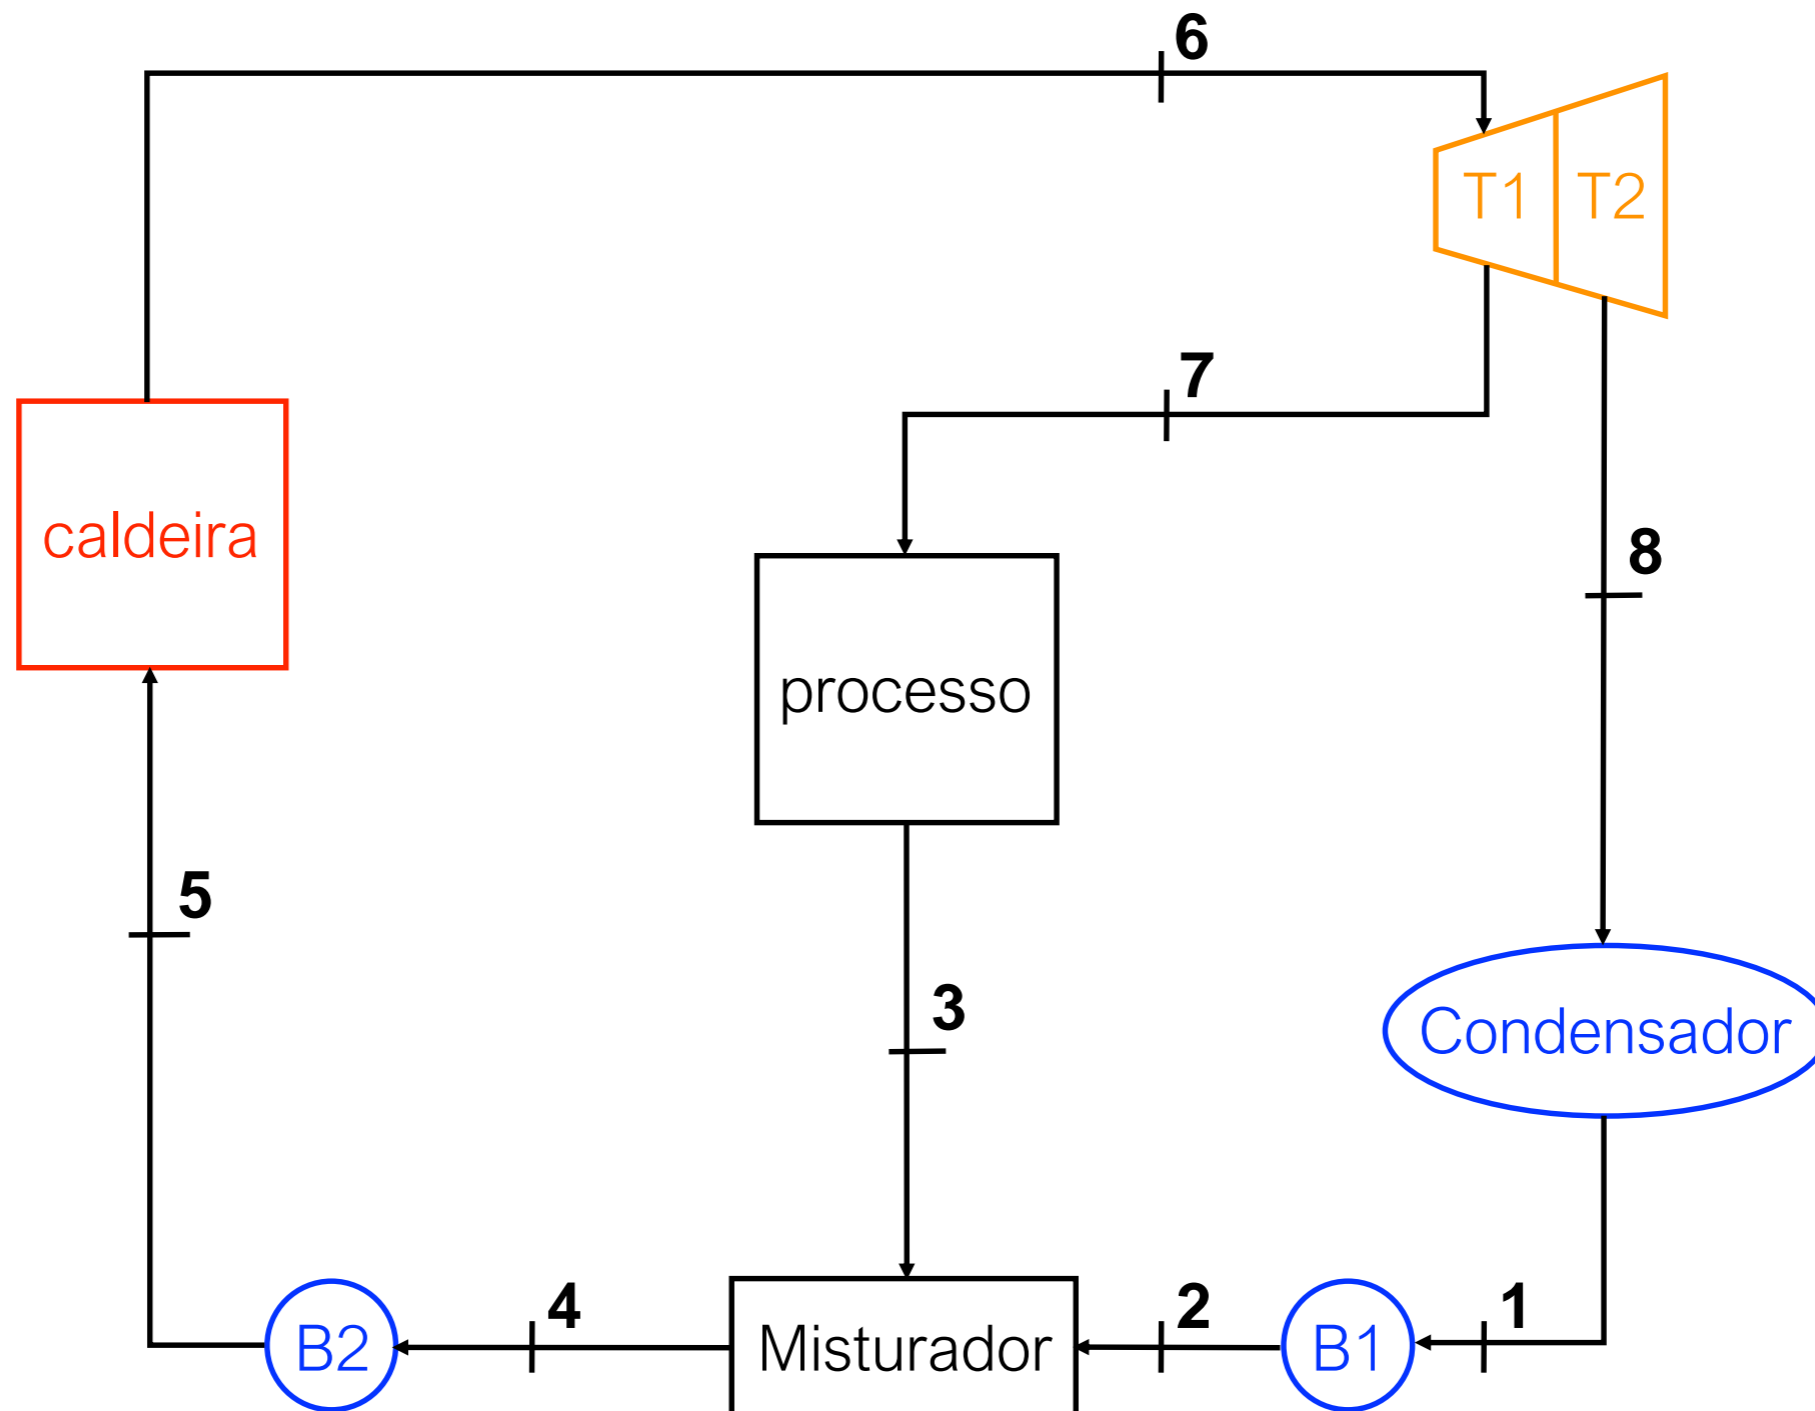 6
T1 T2
7
caldeira
8
processo
5
3
Condensador
4
2
1
B2
Misturador
B1